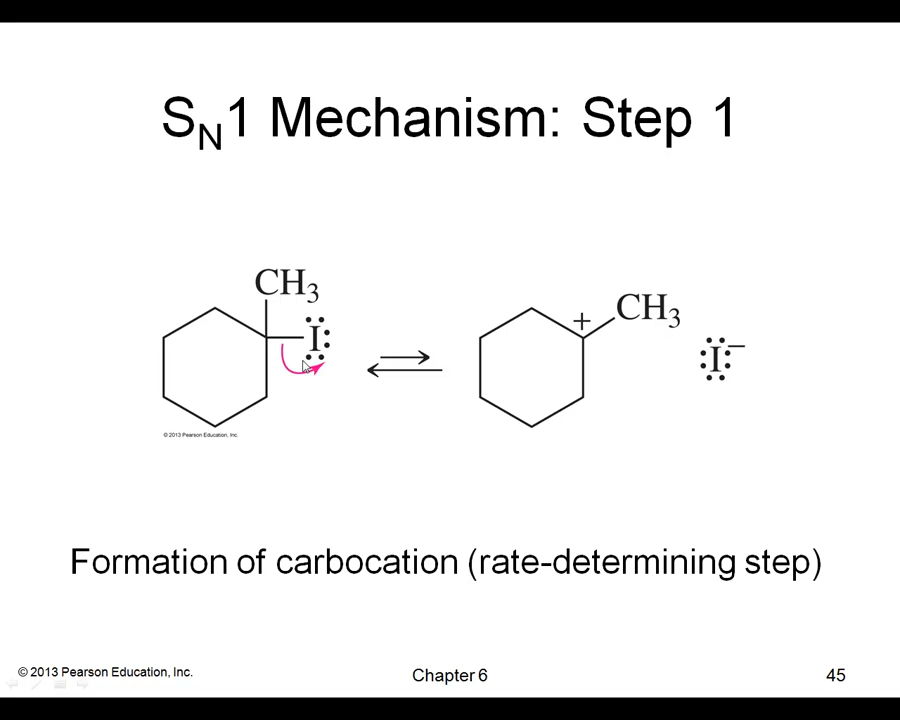 S_N1 Mechanism: Step 1
CH₃
I
CH₃
+
I⁻
© 2013 Pearson Education, Inc.
Formation of carbocation (rate-determining step)
© 2013 Pearson Education, Inc.
Chapter 6
45